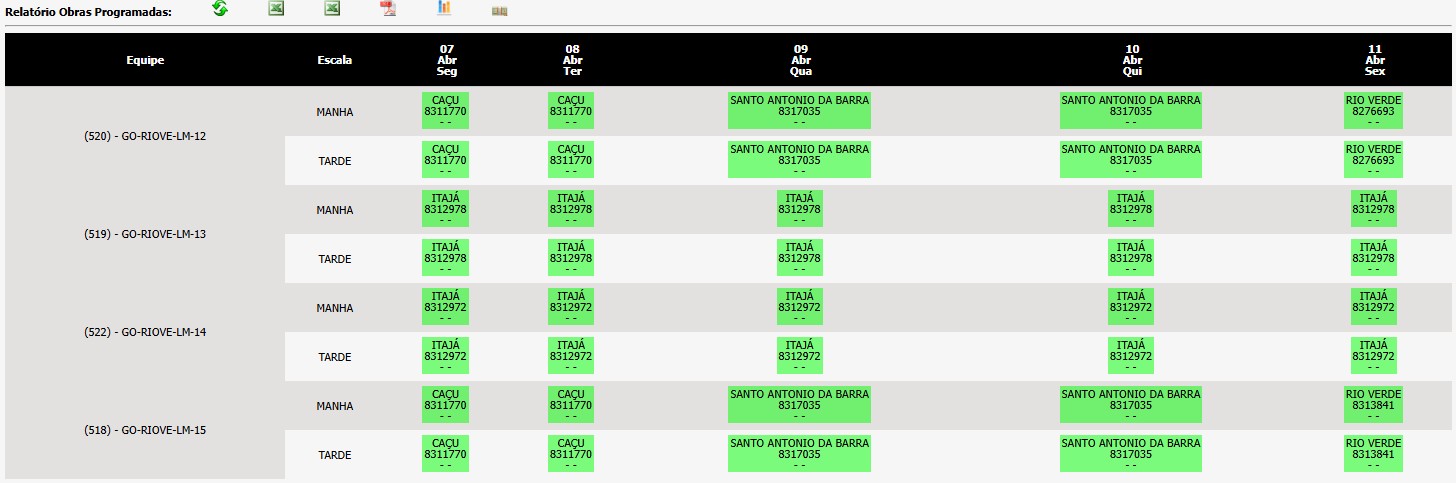 Relatório Obras Programadas:
Equipe Escala 07 Abr Seg 08 Abr Ter 09 Abr Qua 10 Abr Qui 11 Abr Sex
(520) - GO-RIOVE-LM-12
MANHA
CAÇU CAÇU SANTO ANTONIO DA BARRA SANTO ANTONIO DA BARRA RIO VERDE
8311770 8311770 8317035 8317035 8276693
- - - - - - - - - -
TARDE
CAÇU CAÇU SANTO ANTONIO DA BARRA SANTO ANTONIO DA BARRA RIO VERDE
8311770 8311770 8317035 8317035 8276693
- - - - - - - - - -
(519) - GO-RIOVE-LM-13
MANHA
ITAJÁ ITAJÁ ITAJÁ ITAJÁ ITAJÁ
8312978 8312978 8312978 8312978 8312978
- - - - - - - - - -
TARDE
ITAJÁ ITAJÁ ITAJÁ ITAJÁ ITAJÁ
8312978 8312978 8312978 8312978 8312978
- - - - - - - - - -
(522) - GO-RIOVE-LM-14
MANHA
ITAJÁ ITAJÁ ITAJÁ ITAJÁ ITAJÁ
8312972 8312972 8312972 8312972 8312972
- - - - - - - - - -
TARDE
ITAJÁ ITAJÁ ITAJÁ ITAJÁ ITAJÁ
8312972 8312972 8312972 8312972 8312972
- - - - - - - - - -
(518) - GO-RIOVE-LM-15
MANHA
CAÇU CAÇU SANTO ANTONIO DA BARRA SANTO ANTONIO DA BARRA RIO VERDE
8311770 8311770 8317035 8317035 8313841
- - - - - - - - - -
TARDE
CAÇU CAÇU SANTO ANTONIO DA BARRA SANTO ANTONIO DA BARRA RIO VERDE
8311770 8311770 8317035 8317035 8313841
- - - - - - - - - -